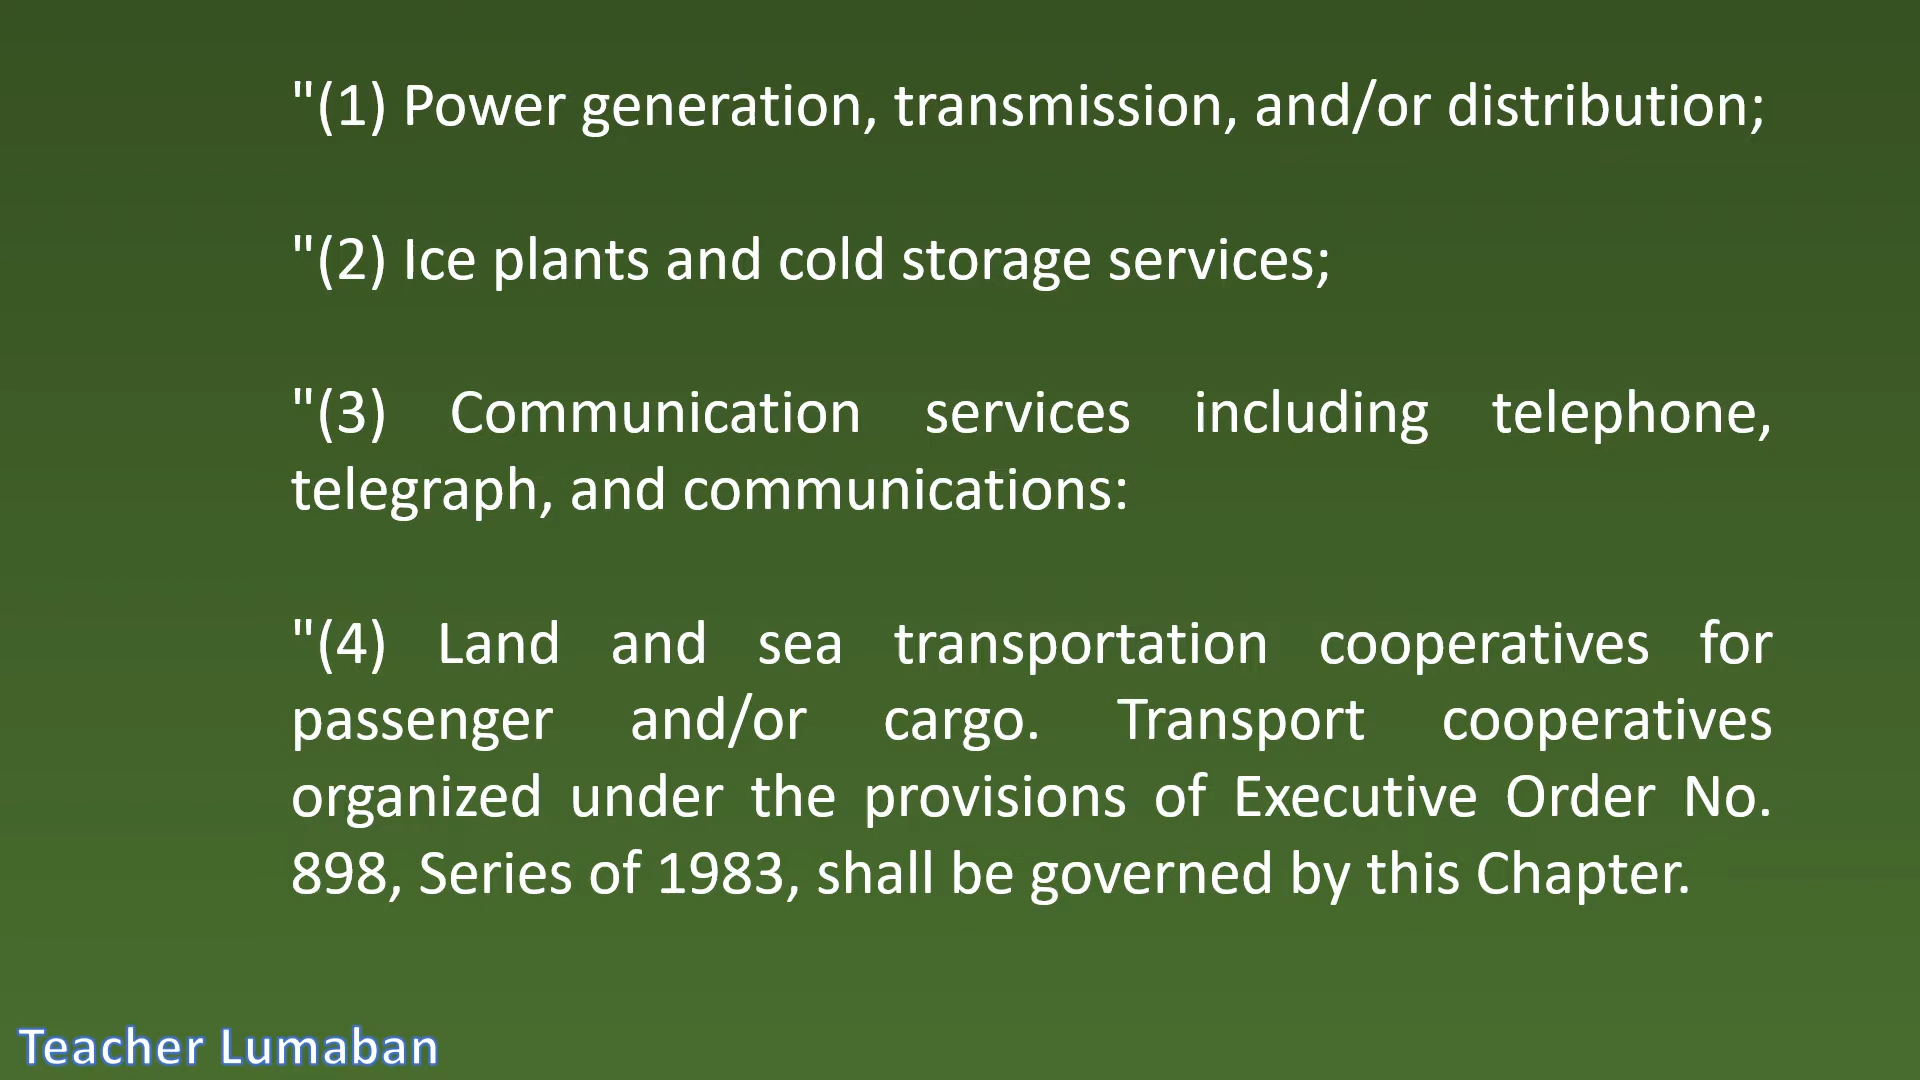 "(1) Power generation, transmission, and/or distribution;
"(2) Ice plants and cold storage services;
"(3) Communication services including telephone,
telegraph, and communications:
"(4) Land and sea transportation cooperatives for
passenger and/or cargo. Transport cooperatives
organized under the provisions of Executive Order No.
898, Series of 1983, shall be governed by this Chapter.
Teacher Lumaban